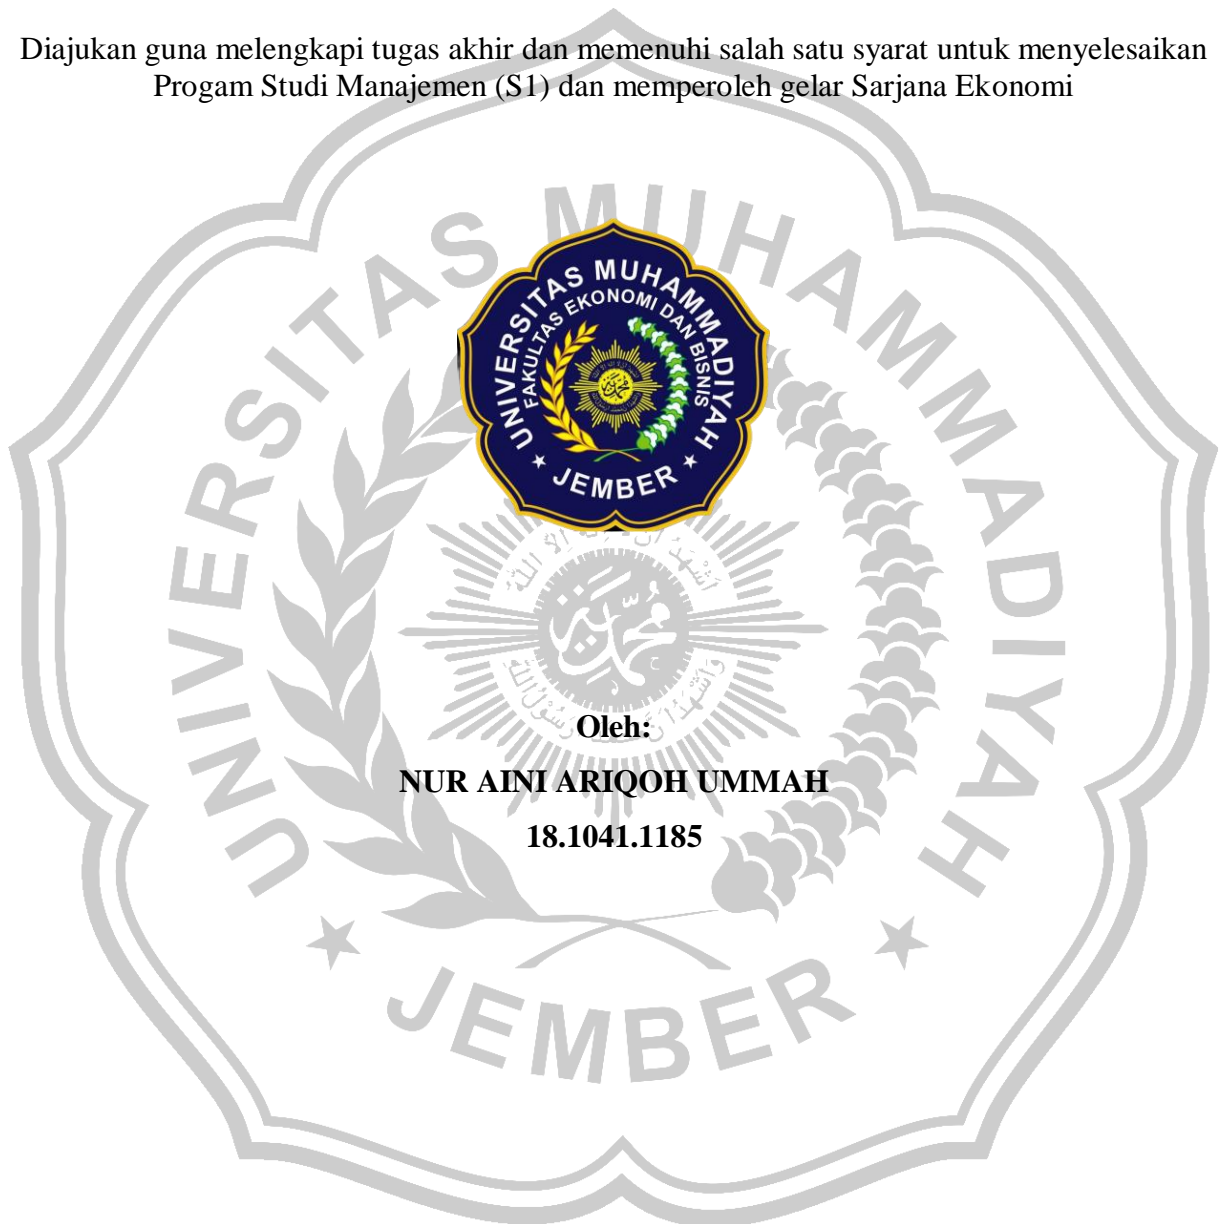 Diajukan guna melengkapi tugas akhir dan memenuhi salah satu syarat untuk menyelesaikan
Progam Studi Manajemen (S1) dan memperoleh gelar Sarjana Ekonomi
UNIVERSITAS MUHAMMADIYAH
FAKULTAS EKONOMI DAN BISNIS
★ JEMBER ★
UNIVERSITAS MUHAMMADIYAH
محمد
★ JEMBER ★
Oleh:
NUR AINI ARIQOH UMMAH
18.1041.1185